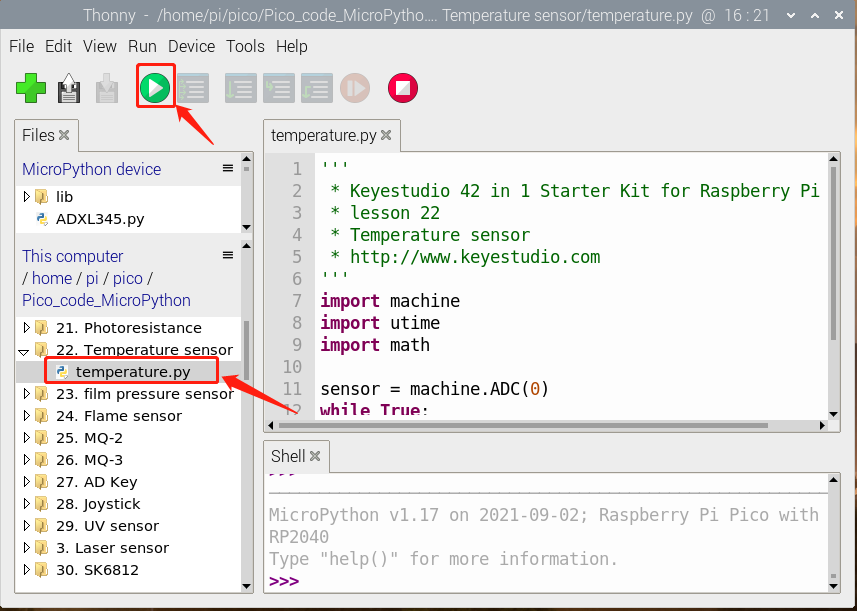 Thonny - /home/pi/pico/Pico_code_MicroPytho.... Temperature sensor/temperature.py @ 16 : 21
File Edit View Run Device Tools Help
Files
MicroPython device
lib
ADXL345.py
This computer
/ home / pi / pico /
Pico_code_MicroPython
21. Photoresistance
22. Temperature sensor
temperature.py
23. film pressure sensor
24. Flame sensor
25. MQ-2
26. MQ-3
27. AD Key
28. Joystick
29. UV sensor
3. Laser sensor
30. SK6812
temperature.py
1 '''
2 * Keyestudio 42 in 1 Starter Kit for Raspberry Pi
3 * lesson 22
4 * Temperature sensor
5 * http://www.keyestudio.com
6 '''
7 import machine
8 import utime
9 import math
10
11 sensor = machine.ADC(0)
12 while True:
Shell
>>>
MicroPython v1.17 on 2021-09-02; Raspberry Pi Pico with
RP2040
Type "help()" for more information.
>>>